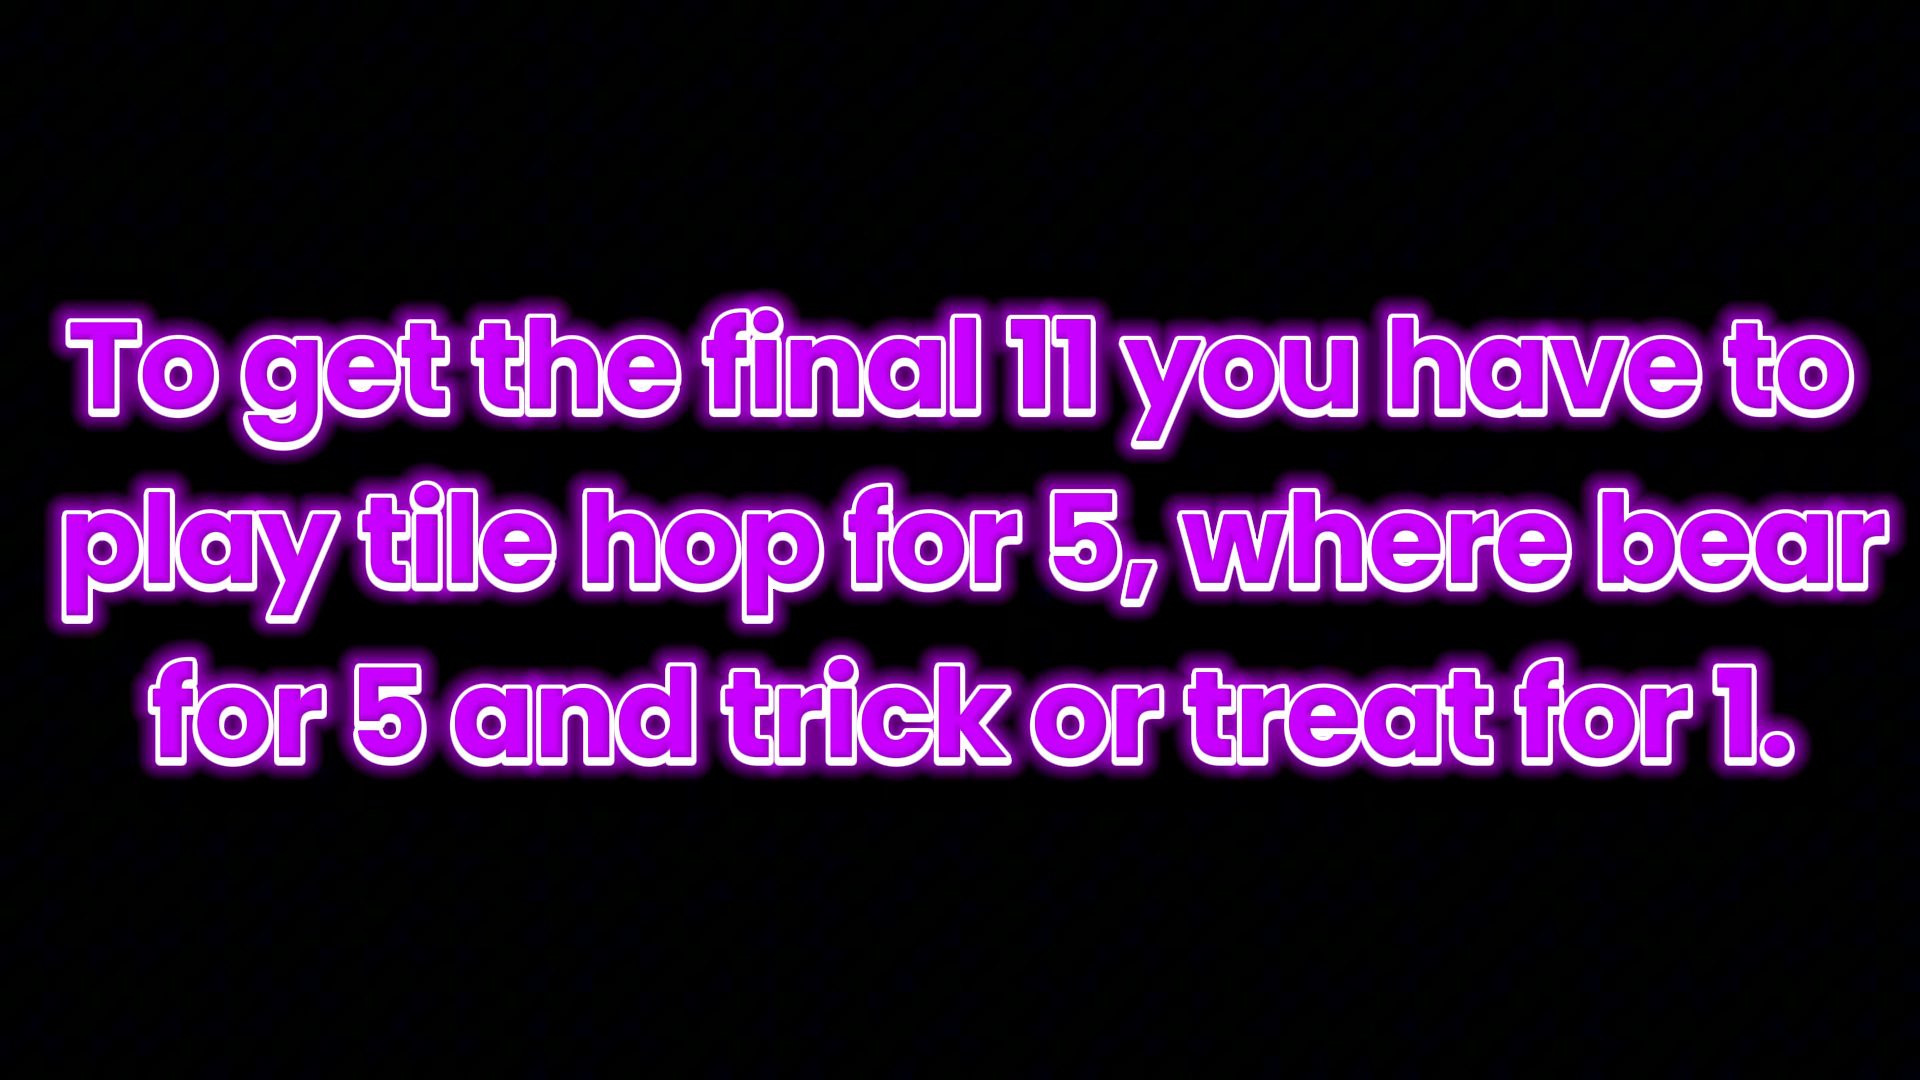 To get the final 11 you have to
play tile hop for 5, where bear
for 5 and trick or treat for 1.